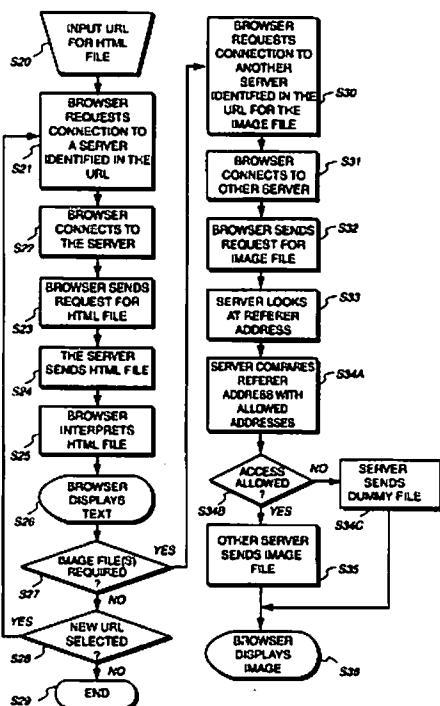 INPUT URL
FOR HTML
FILE
S20
BROWSER
REQUESTS
CONNECTION TO
A SERVER
IDENTIFIED IN THE
URL
S21
BROWSER
CONNECTS TO
THE SERVER
S22
BROWSER SENDS
REQUEST FOR
HTML FILE
S23
THE SERVER
SENDS HTML FILE
S24
BROWSER
INTERPRETS
HTML FILE
S25
BROWSER
DISPLAYS
TEXT
S26
IMAGE FILE(S)
REQUIRED
?
YES
S27
NO
YES
NEW URL
SELECTED
?
S28
NO
END
S29
BROWSER
REQUESTS
CONNECTION TO
ANOTHER
SERVER
IDENTIFIED IN THE
URL FOR THE
IMAGE FILE
S30
BROWSER
CONNECTS TO
OTHER SERVER
S31
BROWSER SENDS
REQUEST FOR
IMAGE FILE
S32
SERVER LOOKS
AT REFERER
ADDRESS
S33
SERVER COMPARES
REFERER
ADDRESS WITH
ALLOWED
ADDRESSES
S34A
ACCESS
ALLOWED
?
NO
S34B
YES
SERVER
SENDS
DUMMY FILE
S34C
OTHER SERVER
SENDS IMAGE
FILE
S35
BROWSER
DISPLAYS
IMAGE
S36